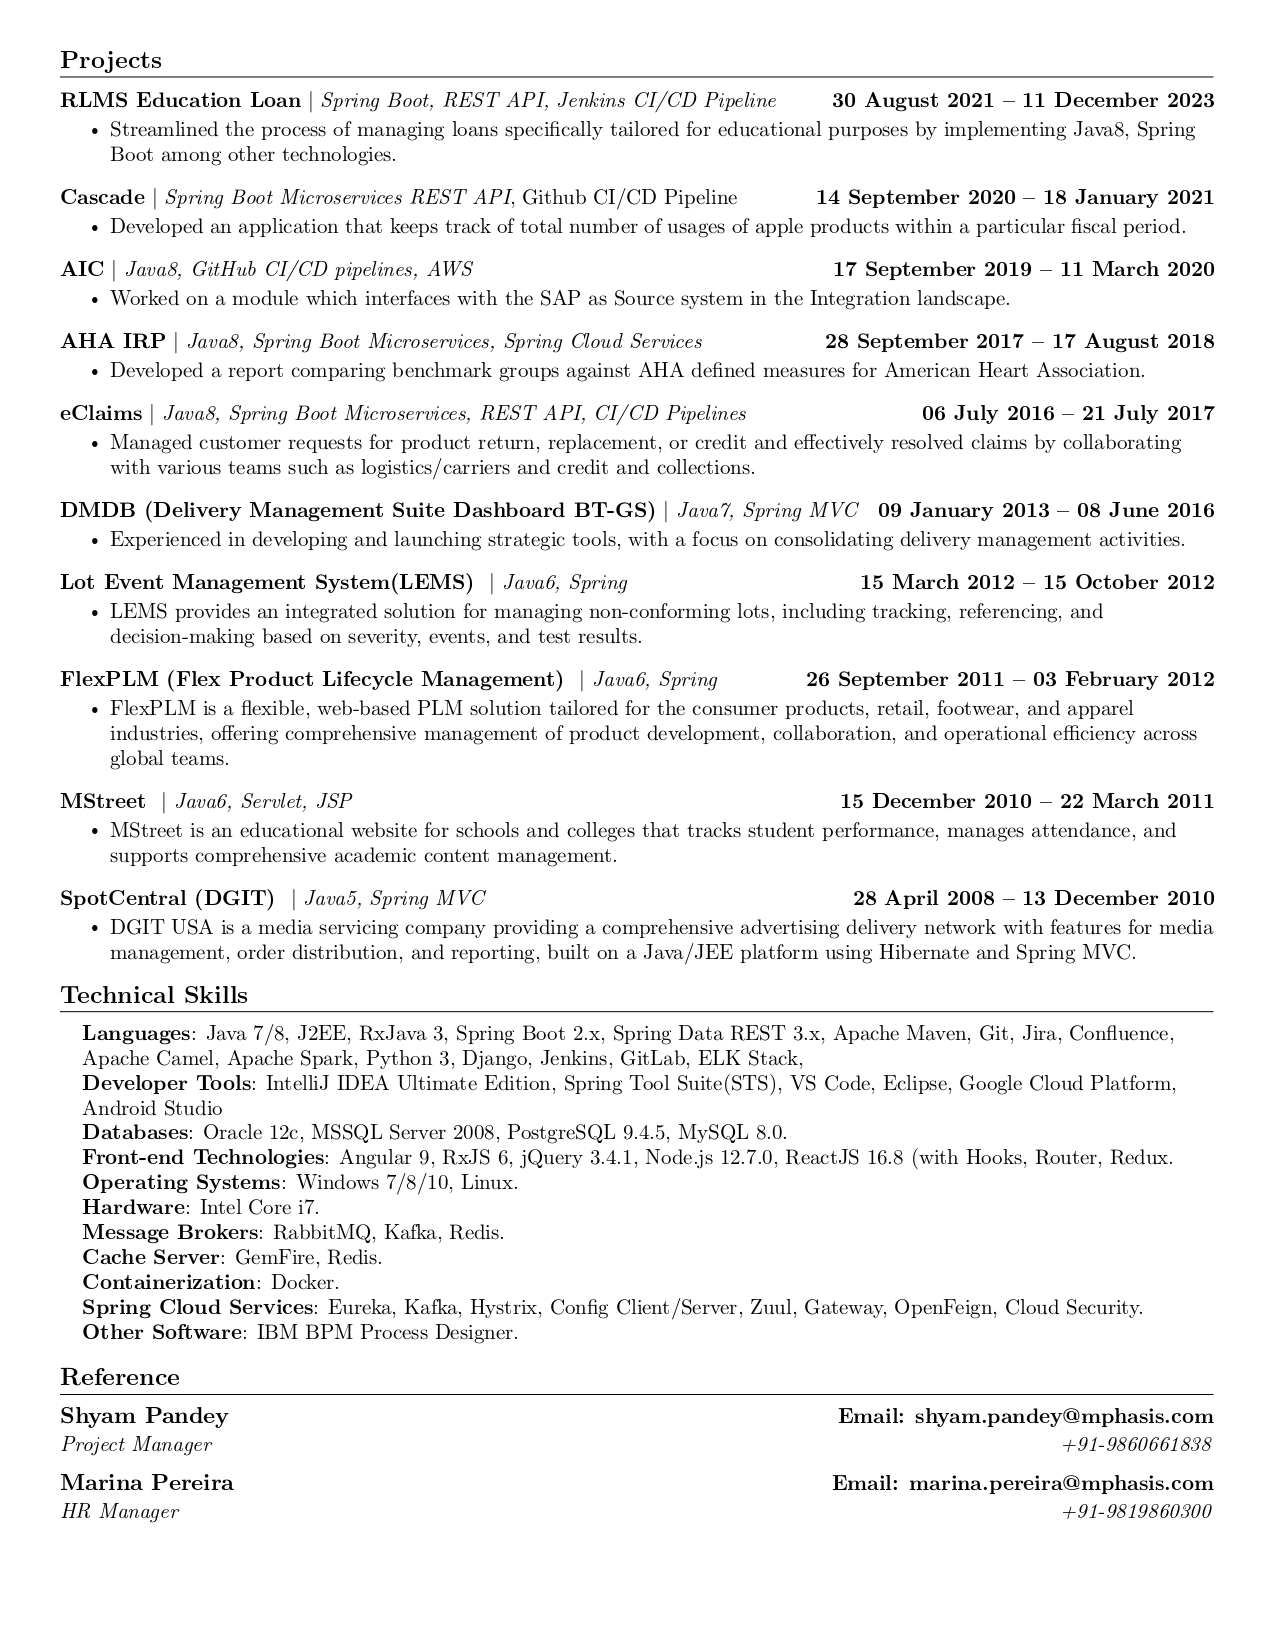 Projects
RLMS Education Loan | Spring Boot, REST API, Jenkins CI/CD Pipeline 30 August 2021 – 11 December 2023
• Streamlined the process of managing loans specifically tailored for educational purposes by implementing Java8, Spring
Boot among other technologies.
Cascade | Spring Boot Microservices REST API, Github CI/CD Pipeline 14 September 2020 – 18 January 2021
• Developed an application that keeps track of total number of usages of apple products within a particular fiscal period.
AIC | Java8, GitHub CI/CD pipelines, AWS 17 September 2019 – 11 March 2020
• Worked on a module which interfaces with the SAP as Source system in the Integration landscape.
AHA IRP | Java8, Spring Boot Microservices, Spring Cloud Services 28 September 2017 – 17 August 2018
• Developed a report comparing benchmark groups against AHA defined measures for American Heart Association.
eClaims | Java8, Spring Boot Microservices, REST API, CI/CD Pipelines 06 July 2016 – 21 July 2017
• Managed customer requests for product return, replacement, or credit and effectively resolved claims by collaborating
with various teams such as logistics/carriers and credit and collections.
DMDB (Delivery Management Suite Dashboard BT-GS) | Java7, Spring MVC 09 January 2013 – 08 June 2016
• Experienced in developing and launching strategic tools, with a focus on consolidating delivery management activities.
Lot Event Management System(LEMS) | Java6, Spring 15 March 2012 – 15 October 2012
• LEMS provides an integrated solution for managing non-conforming lots, including tracking, referencing, and
decision-making based on severity, events, and test results.
FlexPLM (Flex Product Lifecycle Management) | Java6, Spring 26 September 2011 – 03 February 2012
• FlexPLM is a flexible, web-based PLM solution tailored for the consumer products, retail, footwear, and apparel
industries, offering comprehensive management of product development, collaboration, and operational efficiency across
global teams.
MStreet | Java6, Servlet, JSP 15 December 2010 – 22 March 2011
• MStreet is an educational website for schools and colleges that tracks student performance, manages attendance, and
supports comprehensive academic content management.
SpotCentral (DGIT) | Java5, Spring MVC 28 April 2008 – 13 December 2010
• DGIT USA is a media servicing company providing a comprehensive advertising delivery network with features for media
management, order distribution, and reporting, built on a Java/JEE platform using Hibernate and Spring MVC.
Technical Skills
Languages: Java 7/8, J2EE, RxJava 3, Spring Boot 2.x, Spring Data REST 3.x, Apache Maven, Git, Jira, Confluence,
Apache Camel, Apache Spark, Python 3, Django, Jenkins, GitLab, ELK Stack,
Developer Tools: IntelliJ IDEA Ultimate Edition, Spring Tool Suite(STS), VS Code, Eclipse, Google Cloud Platform,
Android Studio
Databases: Oracle 12c, MSSQL Server 2008, PostgreSQL 9.4.5, MySQL 8.0.
Front-end Technologies: Angular 9, RxJS 6, jQuery 3.4.1, Node.js 12.7.0, ReactJS 16.8 (with Hooks, Router, Redux.
Operating Systems: Windows 7/8/10, Linux.
Hardware: Intel Core i7.
Message Brokers: RabbitMQ, Kafka, Redis.
Cache Server: GemFire, Redis.
Containerization: Docker.
Spring Cloud Services: Eureka, Kafka, Hystrix, Config Client/Server, Zuul, Gateway, OpenFeign, Cloud Security.
Other Software: IBM BPM Process Designer.
Reference
Shyam Pandey Email: shyam.pandey@mphasis.com
Project Manager +91-9860661838
Marina Pereira Email: marina.pereira@mphasis.com
HR Manager +91-9819860300